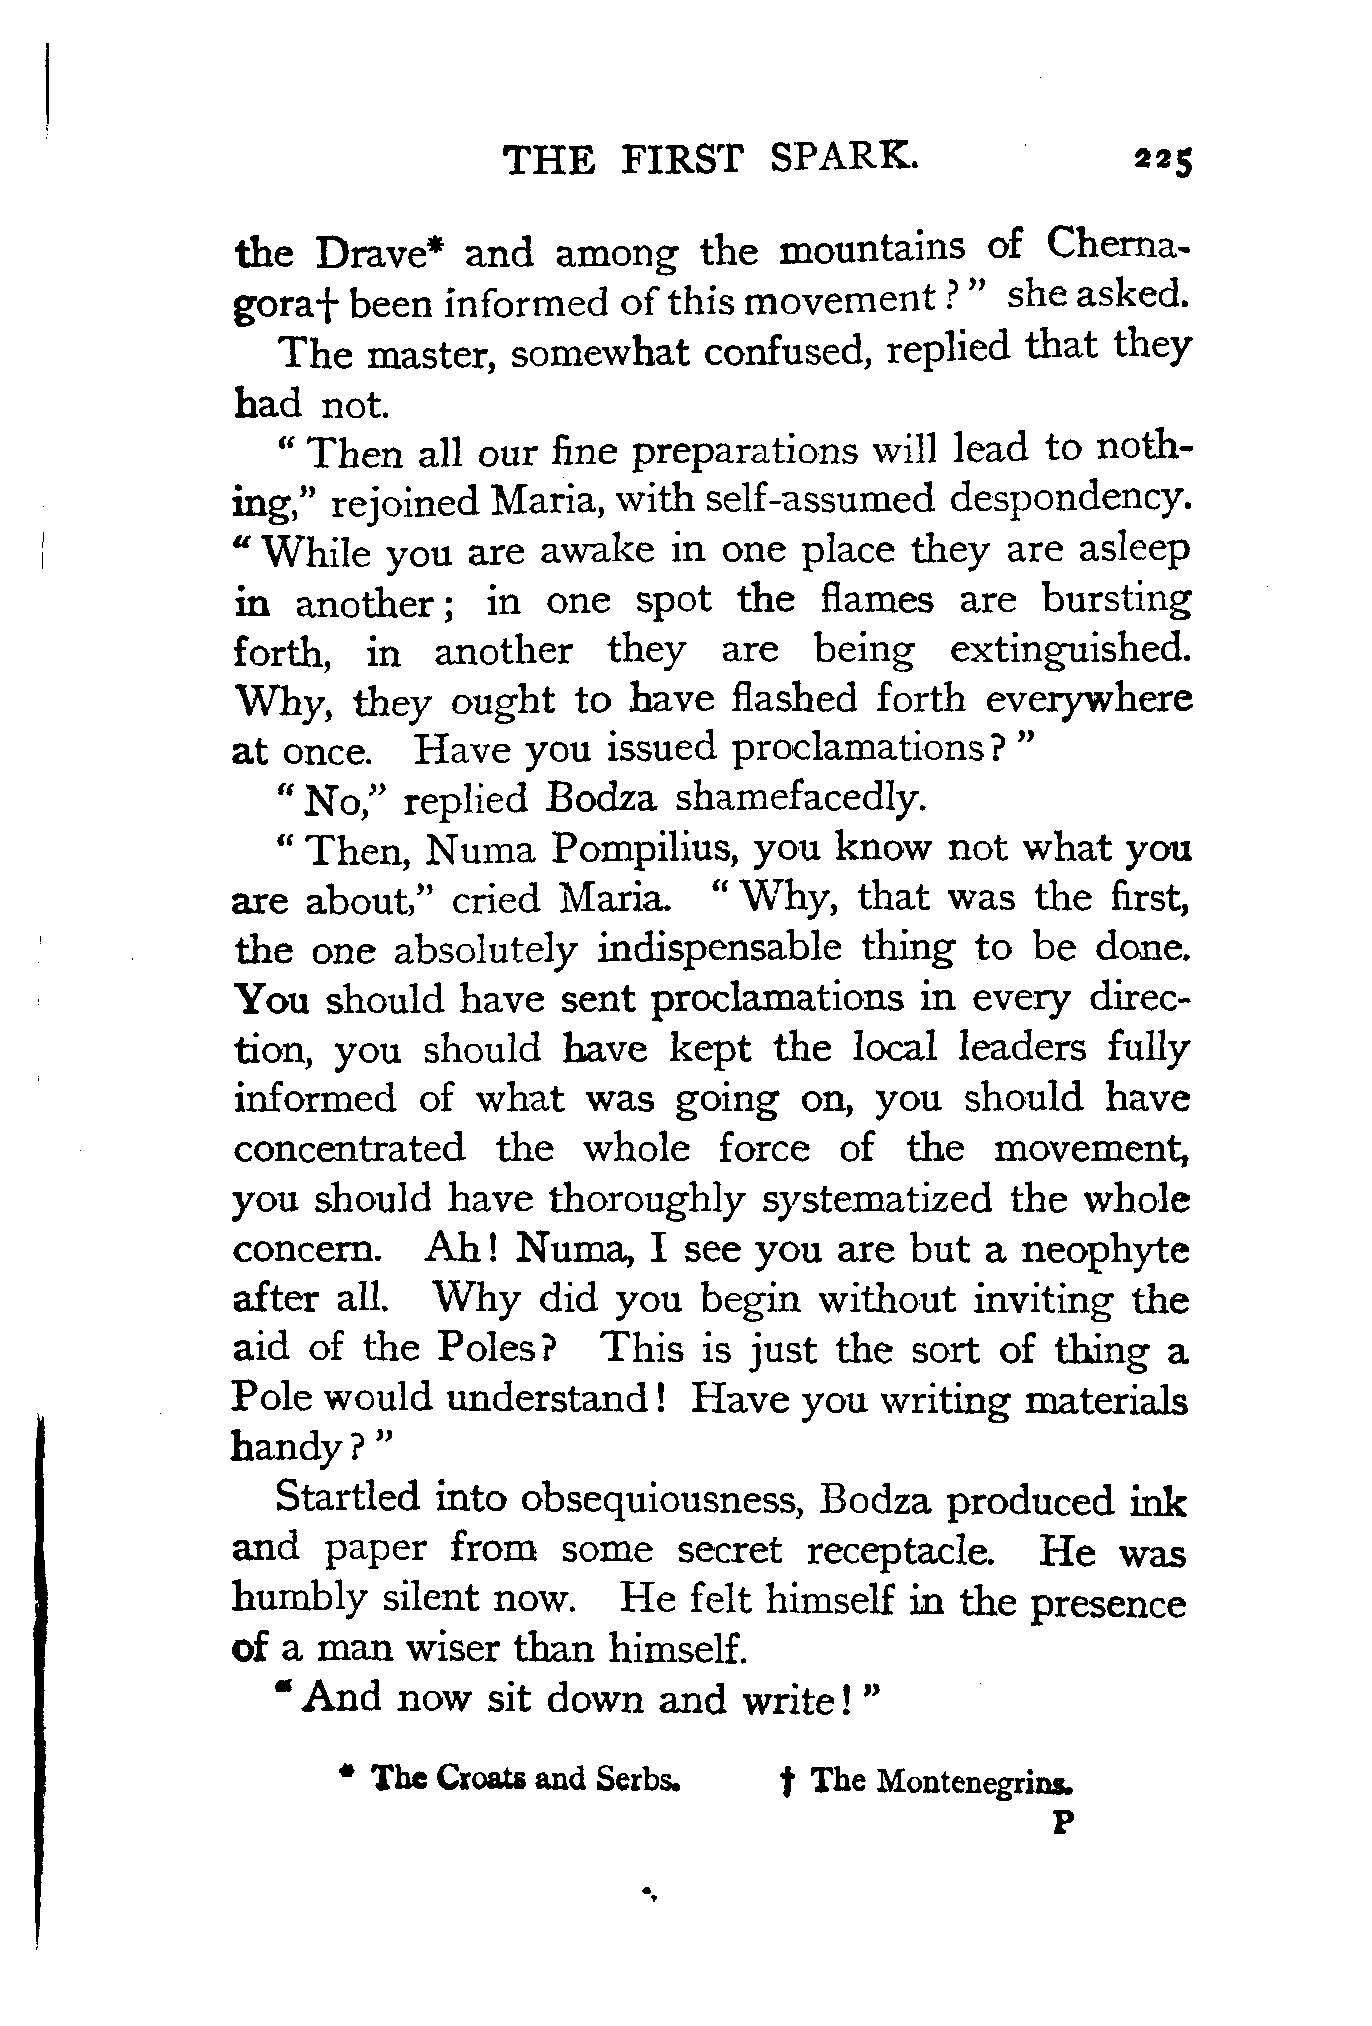 THE FIRST SPARK. 225
the Drave* and among the mountains of Cherna-
gora† been informed of this movement?" she asked.
The master, somewhat confused, replied that they
had not.
"Then all our fine preparations will lead to noth-
ing," rejoined Maria, with self-assumed despondency.
"While you are awake in one place they are asleep
in another; in one spot the flames are bursting
forth, in another they are being extinguished.
Why, they ought to have flashed forth everywhere
at once. Have you issued proclamations?"
"No," replied Bodza shamefacedly.
"Then, Numa Pompilius, you know not what you
are about," cried Maria. "Why, that was the first,
the one absolutely indispensable thing to be done.
You should have sent proclamations in every direc-
tion, you should have kept the local leaders fully
informed of what was going on, you should have
concentrated the whole force of the movement,
you should have thoroughly systematized the whole
concern. Ah! Numa, I see you are but a neophyte
after all. Why did you begin without inviting the
aid of the Poles? This is just the sort of thing a
Pole would understand! Have you writing materials
handy?"
Startled into obsequiousness, Bodza produced ink
and paper from some secret receptacle. He was
humbly silent now. He felt himself in the presence
of a man wiser than himself.
"And now sit down and write!"
* The Croats and Serbs. † The Montenegrins.
P